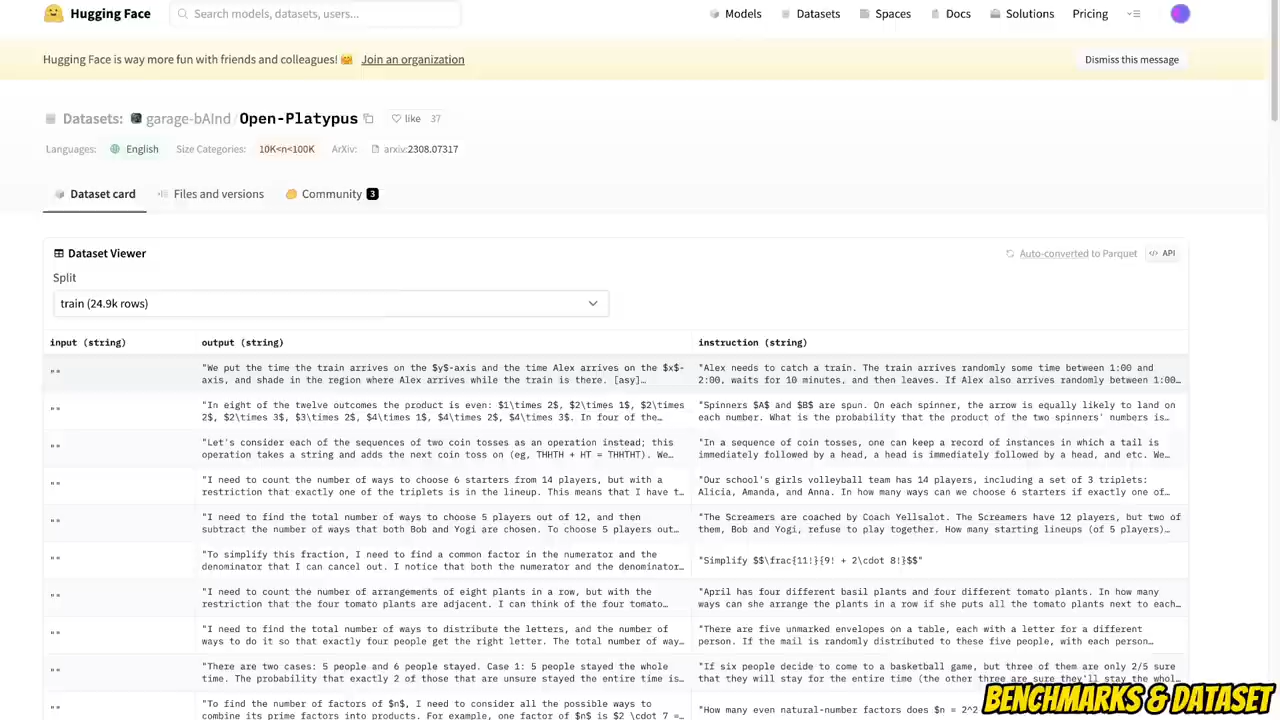 Hugging Face
Search models, datasets, users...
Models
Datasets
Spaces
Docs
Solutions
Pricing
Hugging Face is way more fun with friends and colleagues! 🤗 Join an organization
Dismiss this message
Datasets: garage-bAInd/Open-Platypus
like 37
Languages: English Size Categories: 10K<n<100K ArXiv: arxiv:2308.07317
Dataset card
Files and versions
Community 3
Dataset Viewer
Auto-converted to Parquet
API
Split
train (24.9k rows)
input (string)
output (string)
instruction (string)
""
"We put the time the train arrives on the $y$-axis and the time Alex arrives on the $x$-
axis, and shade in the region where Alex arrives while the train is there. [asy]…
"Alex needs to catch a train. The train arrives randomly some time between 1:00 and
2:00, waits for 10 minutes, and then leaves. If Alex also arrives randomly between 1:00…
""
"In eight of the twelve outcomes the product is even: $1\times 2$, $2\times 1$, $2\times
2$, $2\times 3$, $3\times 2$, $4\times 1$, $4\times 2$, $4\times 3$. In four of the…
"Spinners $A$ and $B$ are spun. On each spinner, the arrow is equally likely to land on
each number. What is the probability that the product of the two spinners' numbers is…
""
"Let's consider each of the sequences of two coin tosses as an operation instead; this
operation takes a string and adds the next coin toss on (eg, THHTH + HT = THHTHT). We…
"In a sequence of coin tosses, one can keep a record of instances in which a tail is
immediately followed by a head, a head is immediately followed by a head, and etc. We…
""
"I need to count the number of ways to choose 6 starters from 14 players, but with a
restriction that exactly one of the triplets is in the lineup. This means that I have t…
"Our school's girls volleyball team has 14 players, including a set of 3 triplets:
Alicia, Amanda, and Anna. In how many ways can we choose 6 starters if exactly one of…
""
"I need to find the total number of ways to choose 5 players out of 12, and then
subtract the number of ways that both Bob and Yogi are chosen. To choose 5 players out…
"The Screamers are coached by Coach Yellsalot. The Screamers have 12 players, but two of
them, Bob and Yogi, refuse to play together. How many starting lineups (of 5 players)…
""
"To simplify this fraction, I need to find a common factor in the numerator and the
denominator that I can cancel out. I notice that both the numerator and the denominator…
"Simplify $$\frac{11!}{9! + 2\cdot 8!}$$"
""
"I need to count the number of arrangements of eight plants in a row, but with the
restriction that the four tomato plants are adjacent. I can think of the four tomato…
"April has four different basil plants and four different tomato plants. In how many
ways can she arrange the plants in a row if she puts all the tomato plants next to each…
""
"I need to find the total number of ways to distribute the letters, and the number of
ways to do it so that exactly four people get the right letter. The total number of way…
"There are five unmarked envelopes on a table, each with a letter for a different
person. If the mail is randomly distributed to these five people, with each person…
""
"There are two cases: 5 people and 6 people stayed. Case 1: 5 people stayed the whole
time. The probability that exactly 2 of those that are unsure stayed the entire time is…
"If six people decide to come to a basketball game, but three of them are only 2/5 sure
that they will stay for the entire time (the other three are sure they'll stay the whol…
""
"To find the number of factors of $n$, I need to consider all the possible ways to
combine its prime factors into products. For example, one factor of $n$ is $2 \cdot 7 =…
"How many even natural-number factors does $n = 2^2
BENCHMARKS & DATASET